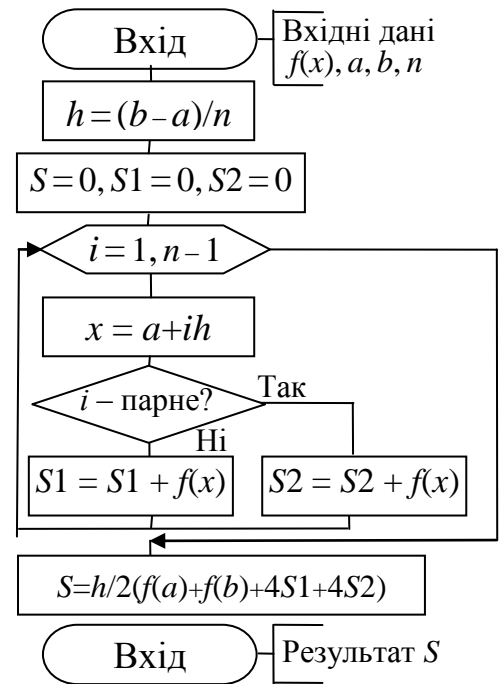 Вхід
Вхідні дані
f(x), a, b, n
h = (b – a)/n
S = 0, S1 = 0, S2 = 0
i = 1, n – 1
x = a+ih
i – парне?
Так
Ні
S1 = S1 + f(x)
S2 = S2 + f(x)
S=h/2(f(a)+f(b)+4S1+4S2)
Вхід
Результат S